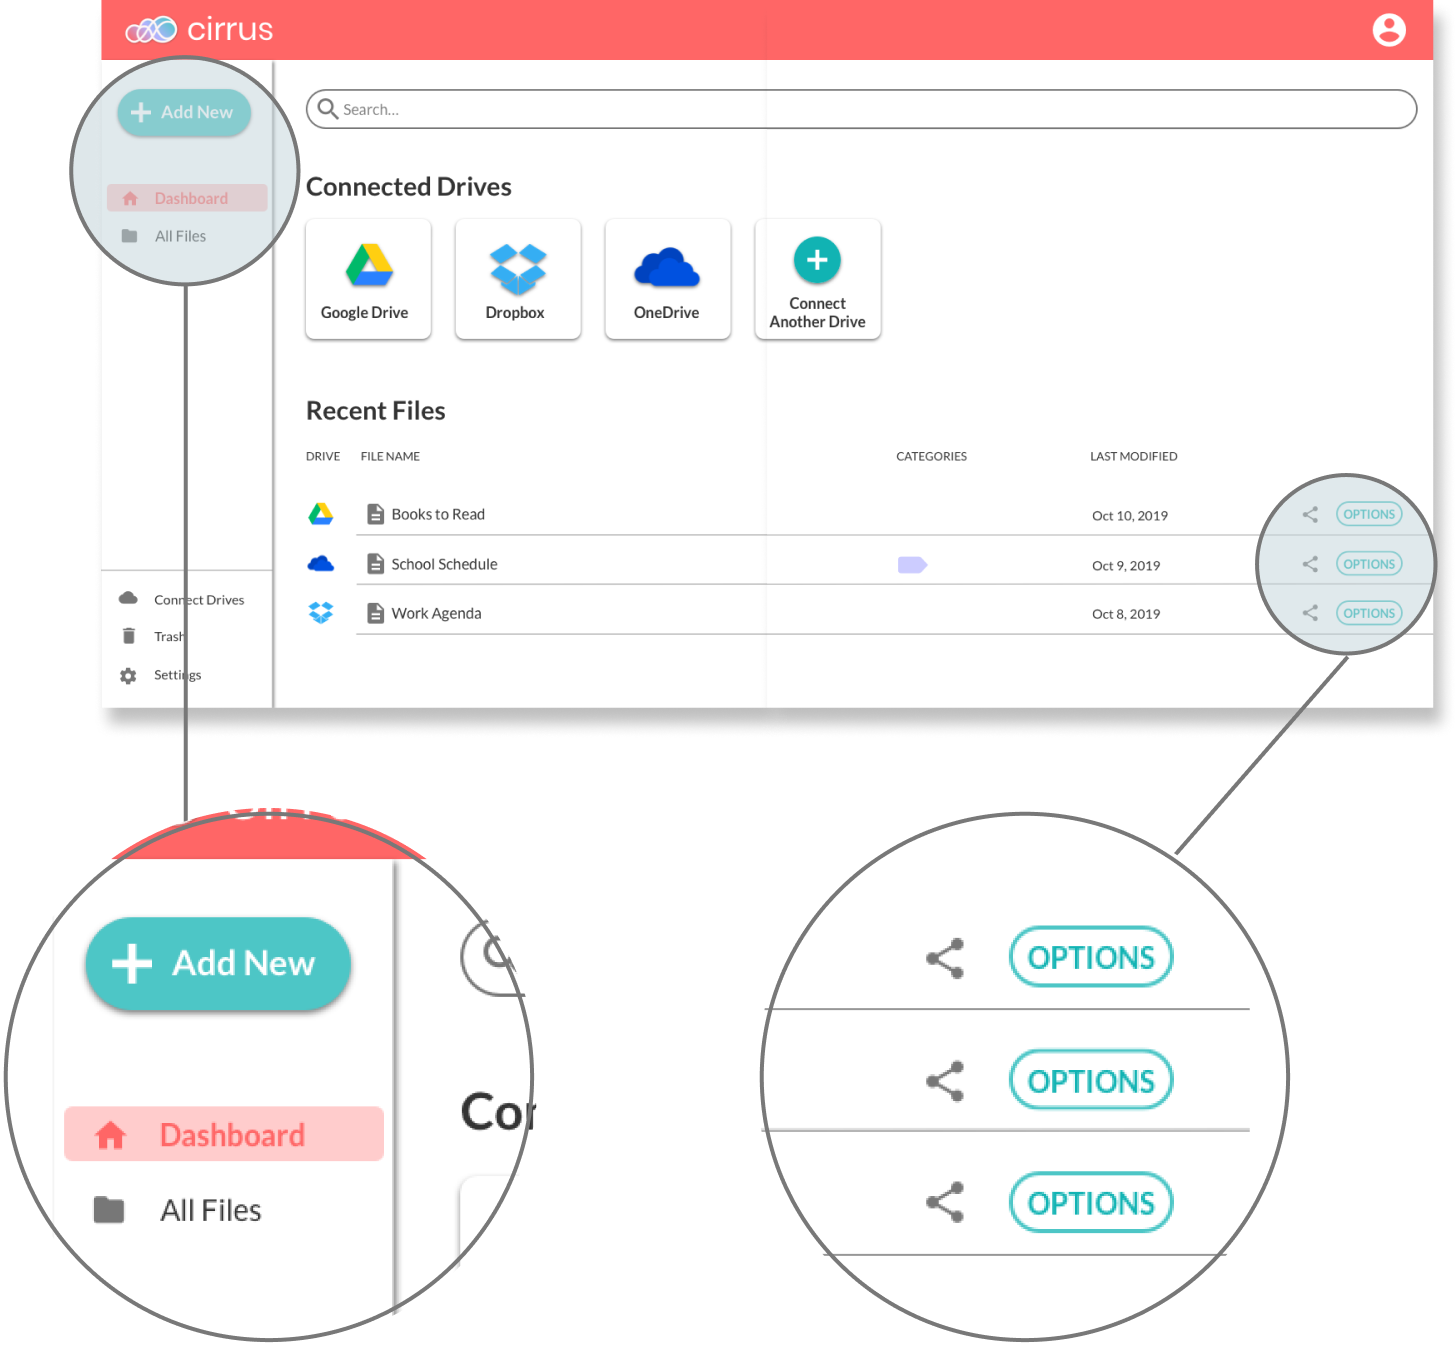 cirrus
Add New
Search...
Dashboard
All Files
Connected Drives
Google Drive
Dropbox
OneDrive
Connect
Another Drive
Recent Files
DRIVE FILE NAME CATEGORIES LAST MODIFIED
Books to Read Oct 10, 2019 OPTIONS
School Schedule Oct 9, 2019 OPTIONS
Work Agenda Oct 8, 2019 OPTIONS
Connect Drives
Trash
Settings
Add New
Dashboard
All Files
Con
OPTIONS
OPTIONS
OPTIONS